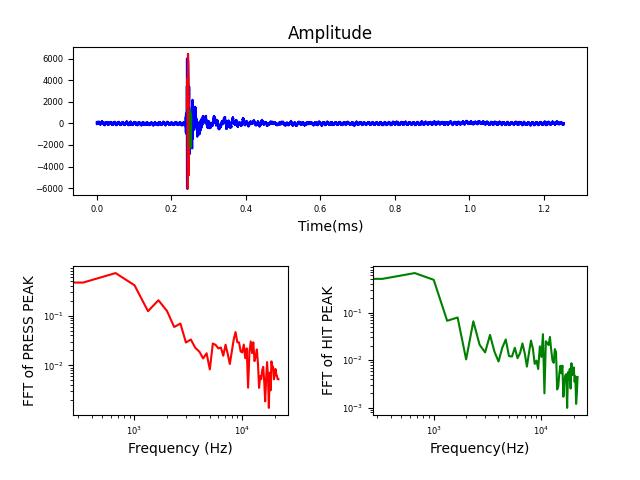 Amplitude
6000
4000
2000
0
−2000
−4000
−6000
0.0 0.2 0.4 0.6 0.8 1.0 1.2
Time(ms)
FFT of PRESS PEAK
10⁻¹
10⁻²
10³ 10⁴
Frequency (Hz)
FFT of HIT PEAK
10⁻¹
10⁻²
10⁻³
10³ 10⁴
Frequency(Hz)